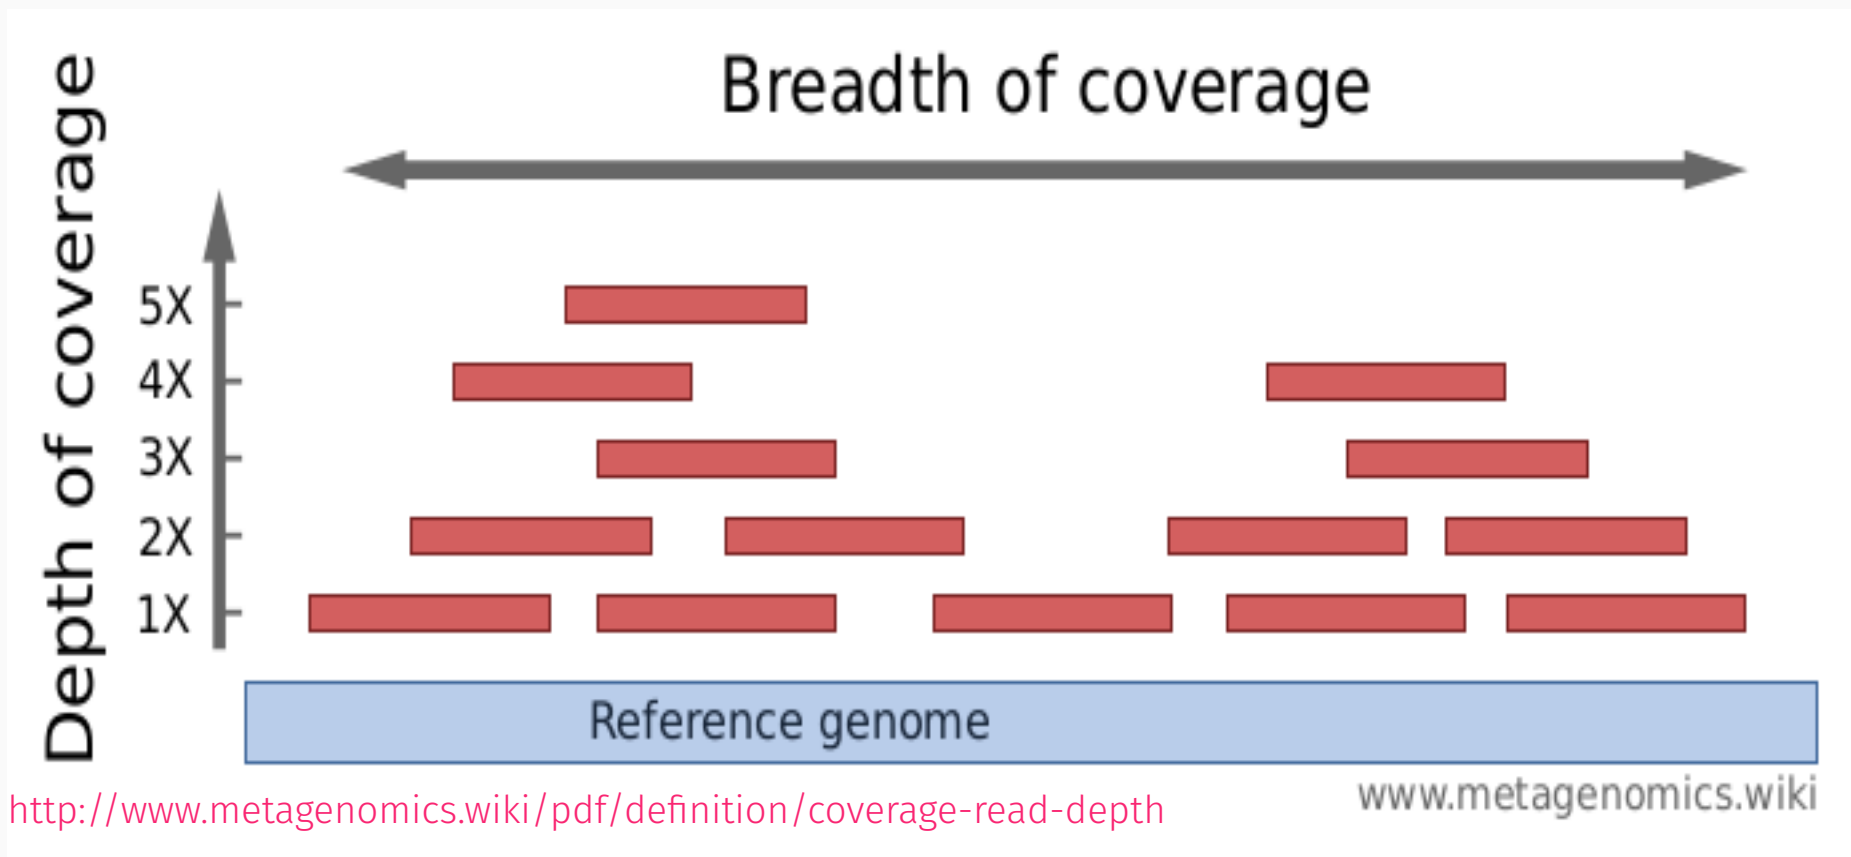 Breadth of coverage
Depth of coverage
5X
4X
3X
2X
1X
Reference genome
www.metagenomics.wiki
http://www.metagenomics.wiki/pdf/definition/coverage-read-depth